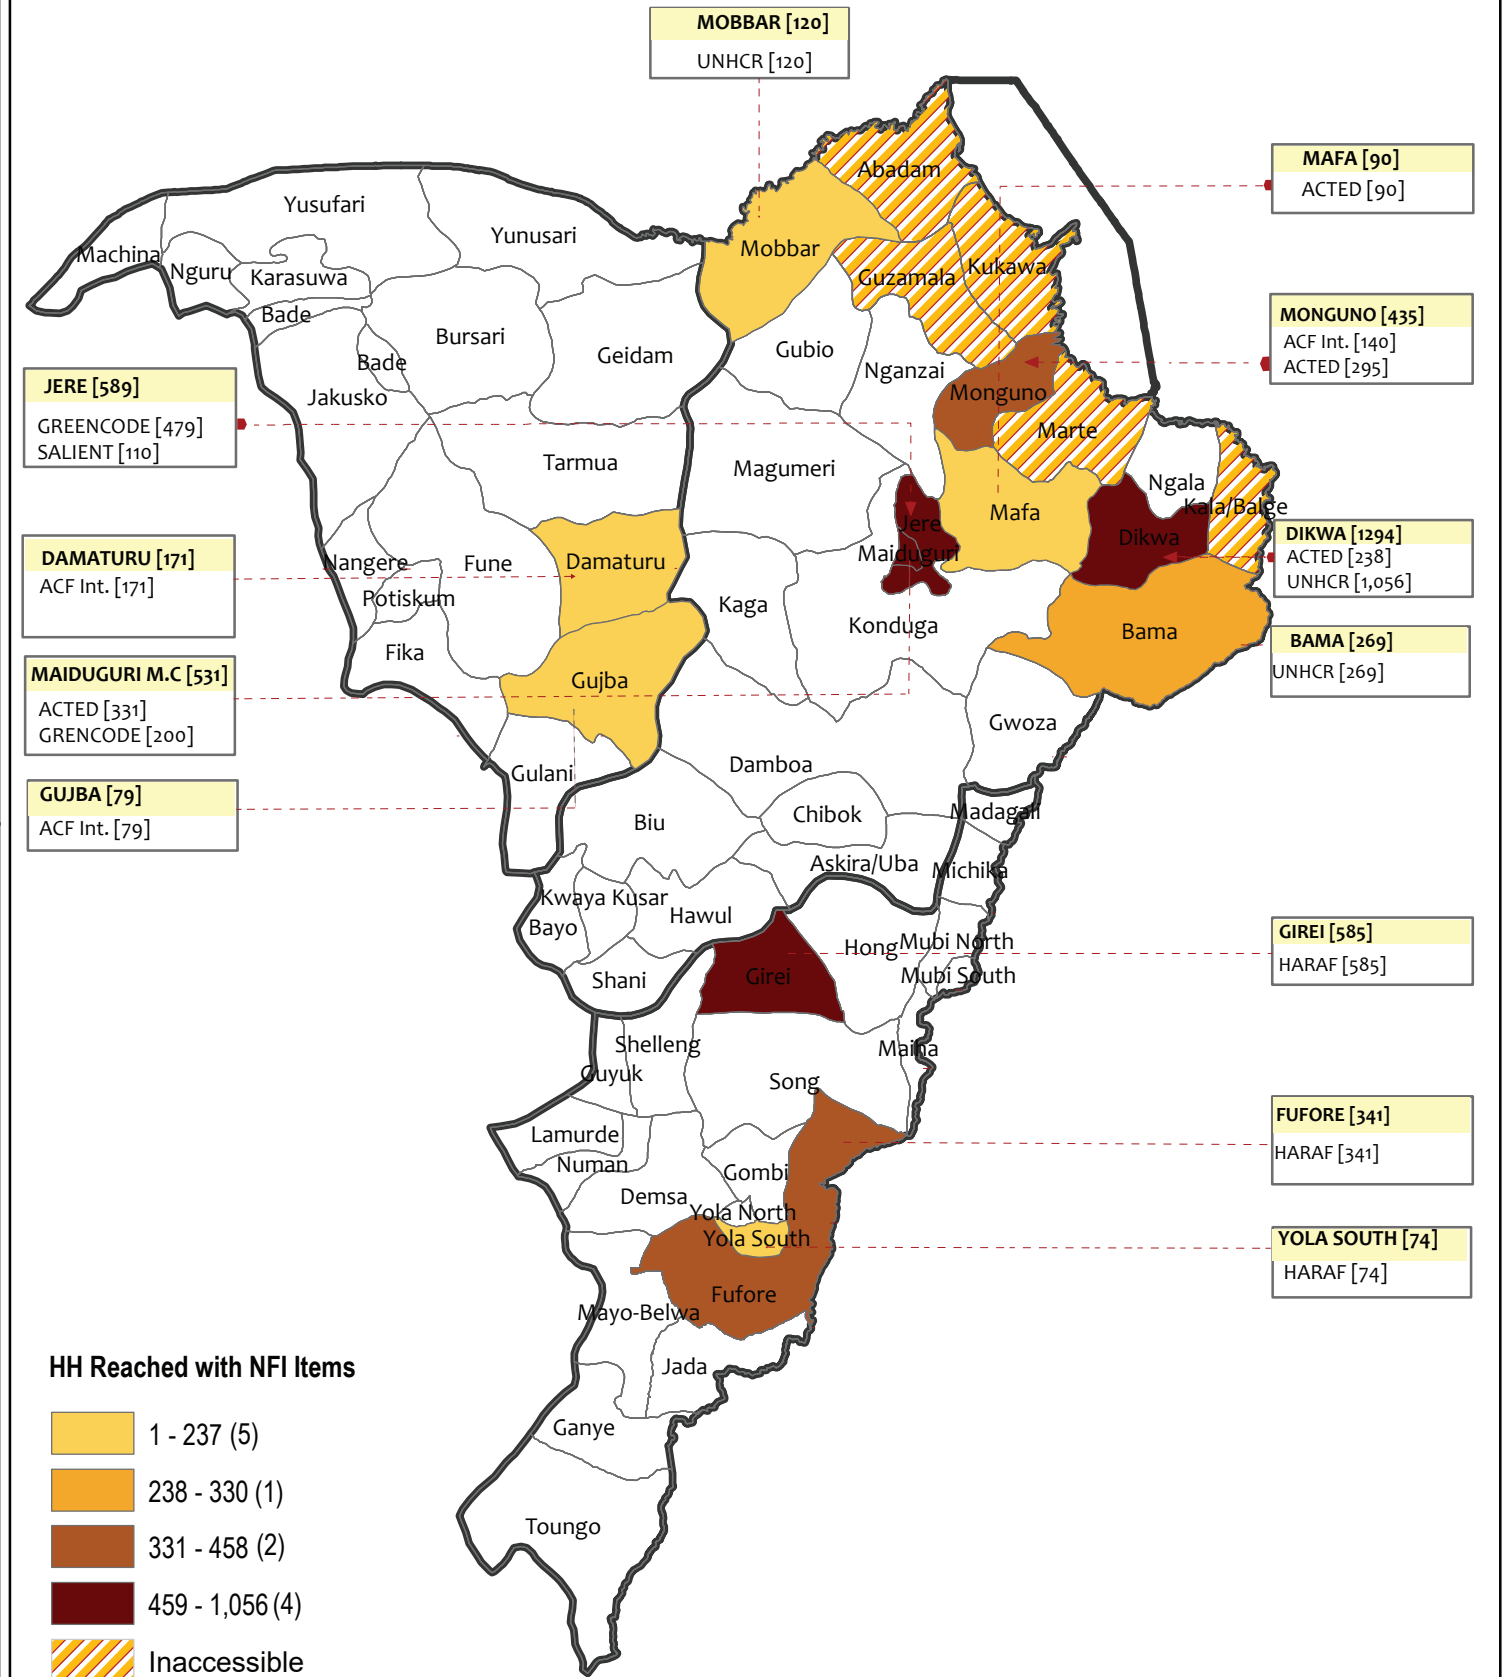 MOBBAR [120]
UNHCR [120]
MAFA [90]
ACTED [90]
MONGUNO [435]
ACF Int. [140]
ACTED [295]
JERE [589]
GREENCODE [479]
SALIENT [110]
DAMATURU [171]
ACF Int. [171]
DIKWA [1294]
ACTED [238]
UNHCR [1,056]
BAMA [269]
UNHCR [269]
MAIDUGURI M.C [531]
ACTED [331]
GRENCODE [200]
GUJBA [79]
ACF Int. [79]
GIREI [585]
HARAF [585]
FUFORE [341]
HARAF [341]
YOLA SOUTH [74]
HARAF [74]
Abadam
Yusufari
Yunusari
Mobbar
Machina
Nguru
Karasuwa
Guzamala
Kukawa
Bade
Bursari
Geidam
Gubio
Nganzai
Bade
Jakusko
Monguno
Marte
Tarmua
Magumeri
Ngala
Kala/Balge
Mafa
Jere
Dikwa
Maiduguri
Nangere
Fune
Damaturu
Potiskum
Kaga
Konduga
Bama
Fika
Gujba
Gwoza
Gulani
Damboa
Chibok
Madagali
Biu
Askira/Uba
Michika
Kwaya Kusar
Hawul
Bayo
Hong
Mubi North
Mubi South
Shani
Girei
Shelleng
Maiha
Guyuk
Song
Lamurde
Numan
Gombi
Demsa
Yola North
Yola South
Fufore
Mayo-Belwa
Jada
Ganye
Toungo
HH Reached with NFI Items
1 - 237 (5)
238 - 330 (1)
331 - 458 (2)
459 - 1,056 (4)
Inaccessible